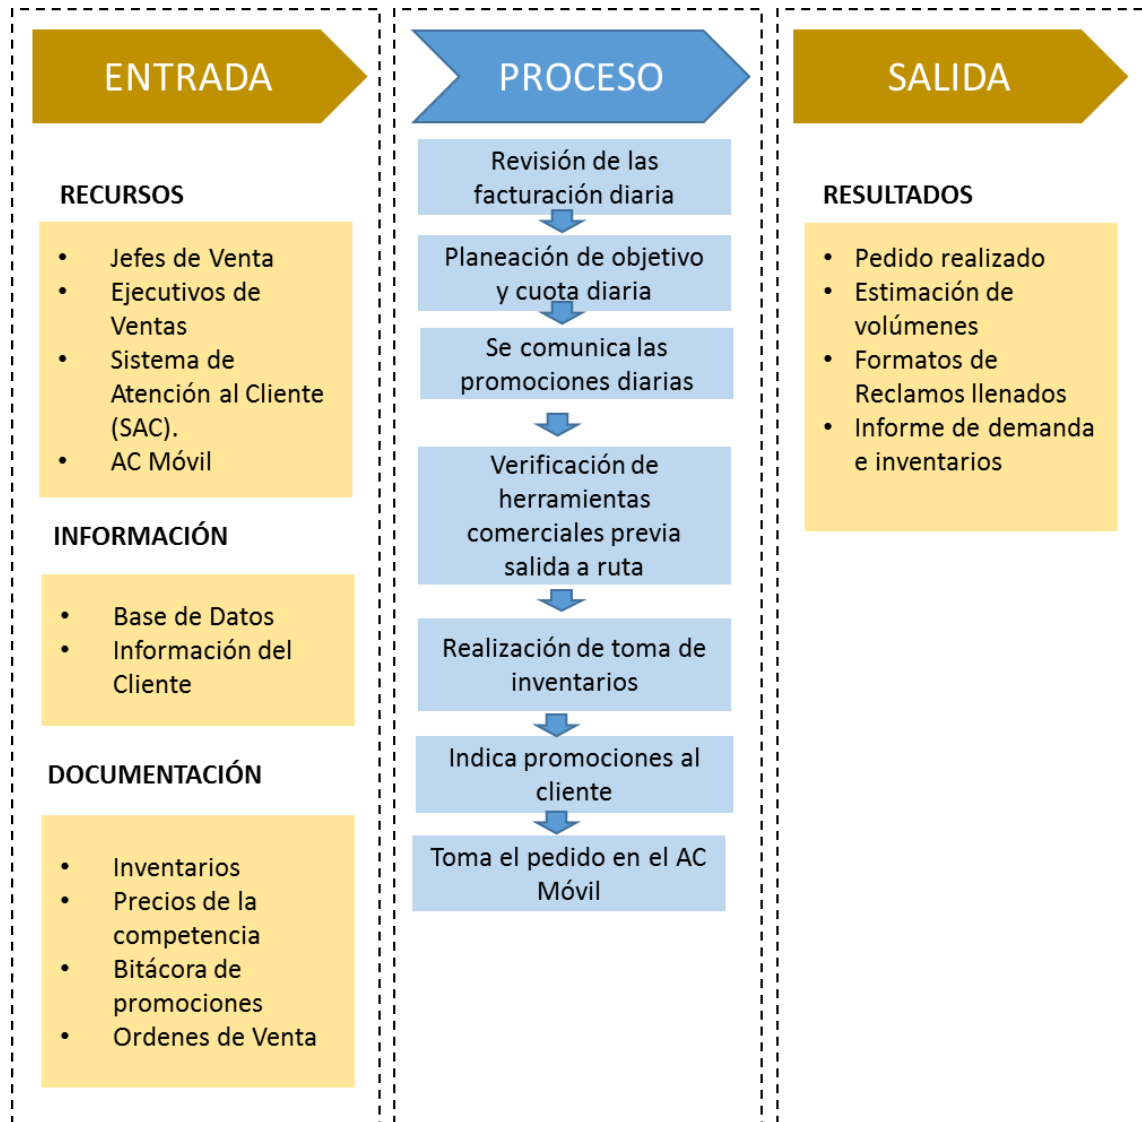 ENTRADA
RECURSOS
• Jefes de Venta
• Ejecutivos de
Ventas
• Sistema de
Atención al Cliente
(SAC).
• AC Móvil
INFORMACIÓN
• Base de Datos
• Información del
Cliente
DOCUMENTACIÓN
• Inventarios
• Precios de la
competencia
• Bitácora de
promociones
• Ordenes de Venta
PROCESO
Revisión de las
facturación diaria
Planeación de objetivo
y cuota diaria
Se comunica las
promociones diarias
Verificación de
herramientas
comerciales previa
salida a ruta
Realización de toma de
inventarios
Indica promociones al
cliente
Toma el pedido en el AC
Móvil
SALIDA
RESULTADOS
• Pedido realizado
• Estimación de
volúmenes
• Formatos de
Reclamos llenados
• Informe de demanda
e inventarios